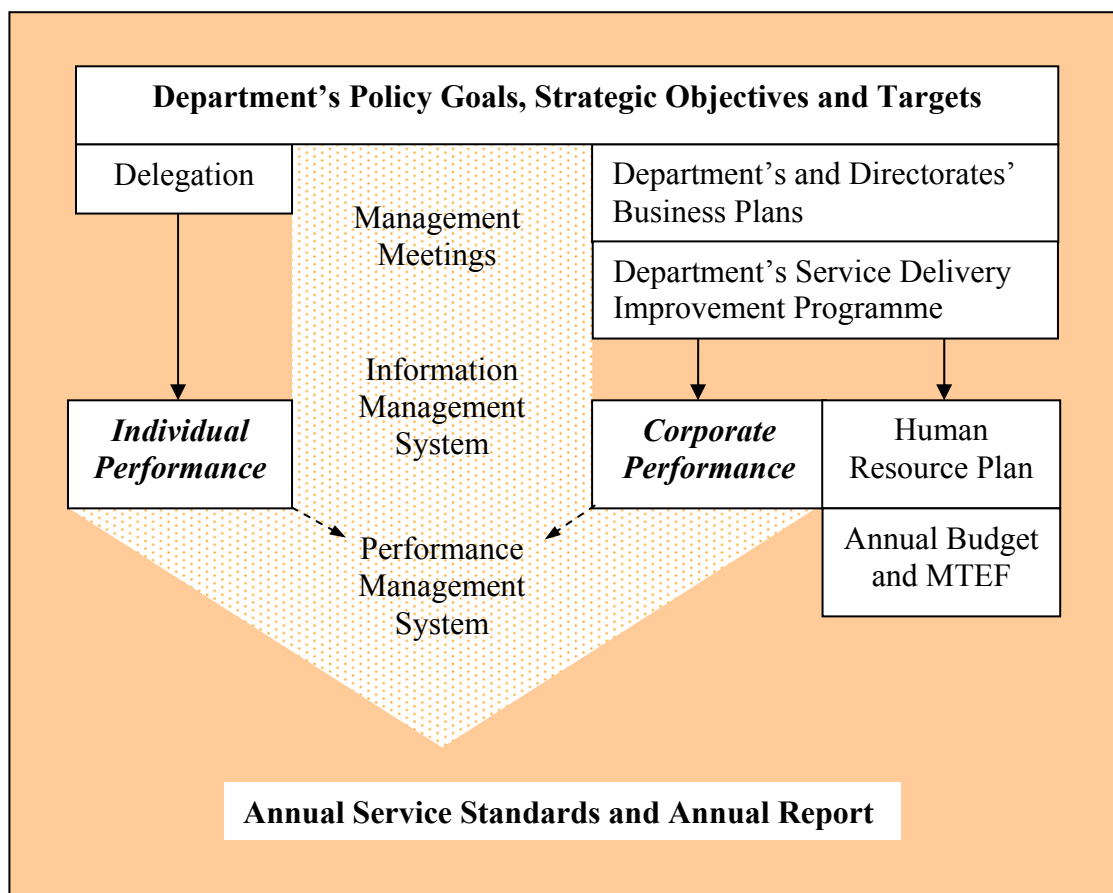 Department’s Policy Goals, Strategic Objectives and Targets
Delegation
Management
Meetings
Department’s and Directorates’
Business Plans
Department’s Service Delivery
Improvement Programme
Information
Management
System
Individual
Performance
Corporate
Performance
Human
Resource Plan
Performance
Management
System
Annual Budget
and MTEF
Annual Service Standards and Annual Report